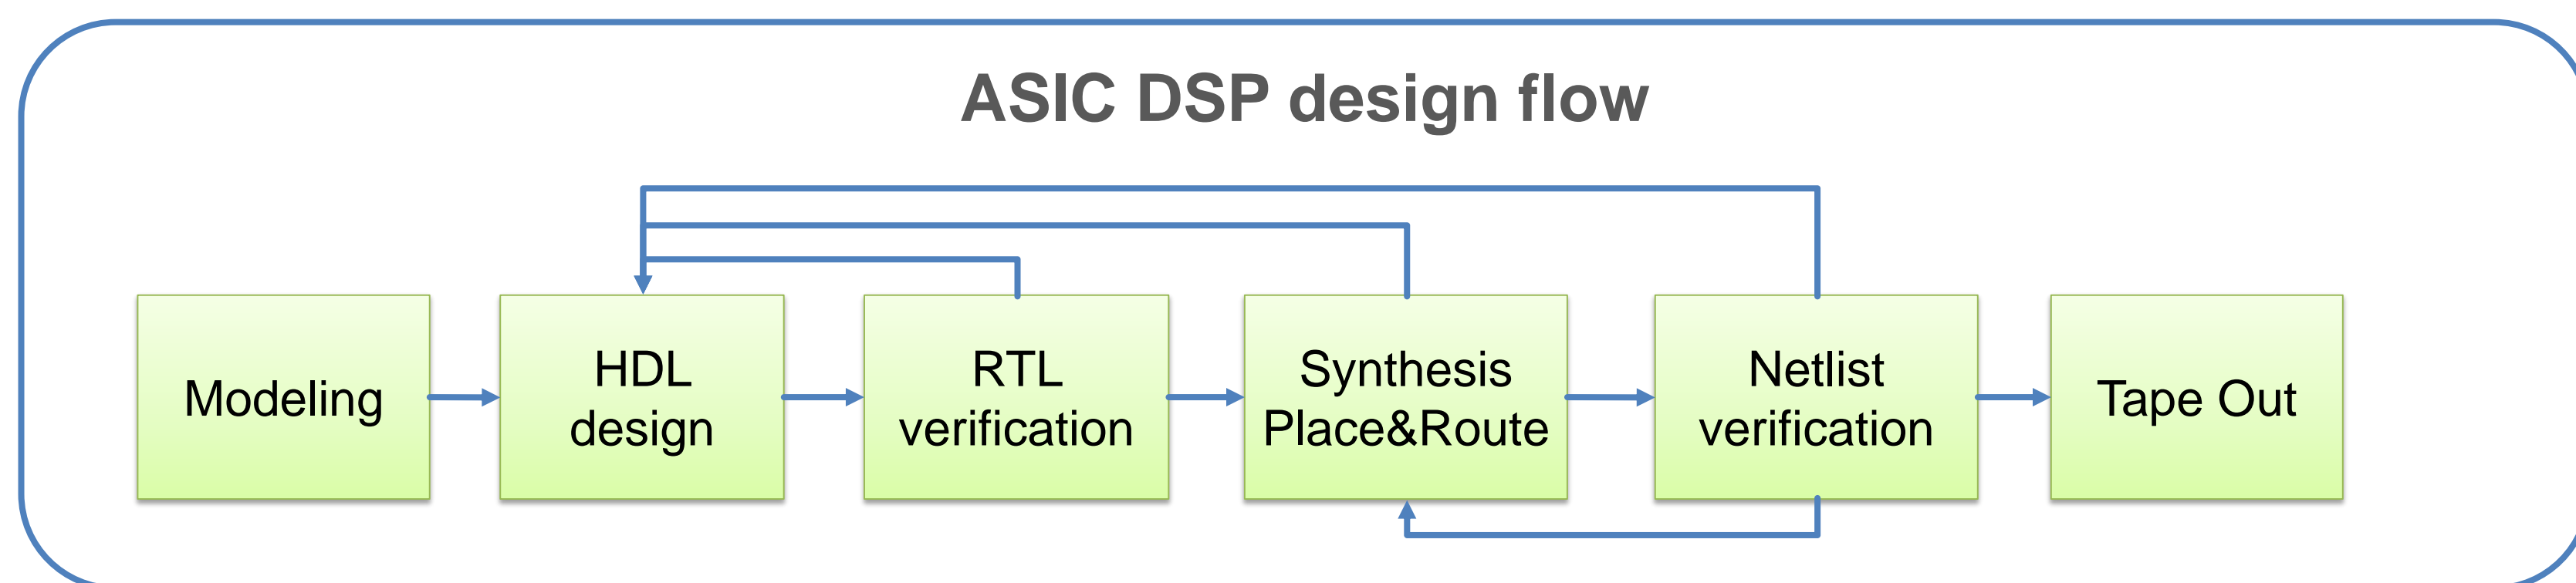 ASIC DSP design flow
Modeling
HDL
design
RTL
verification
Synthesis
Place&Route
Netlist
verification
Tape Out